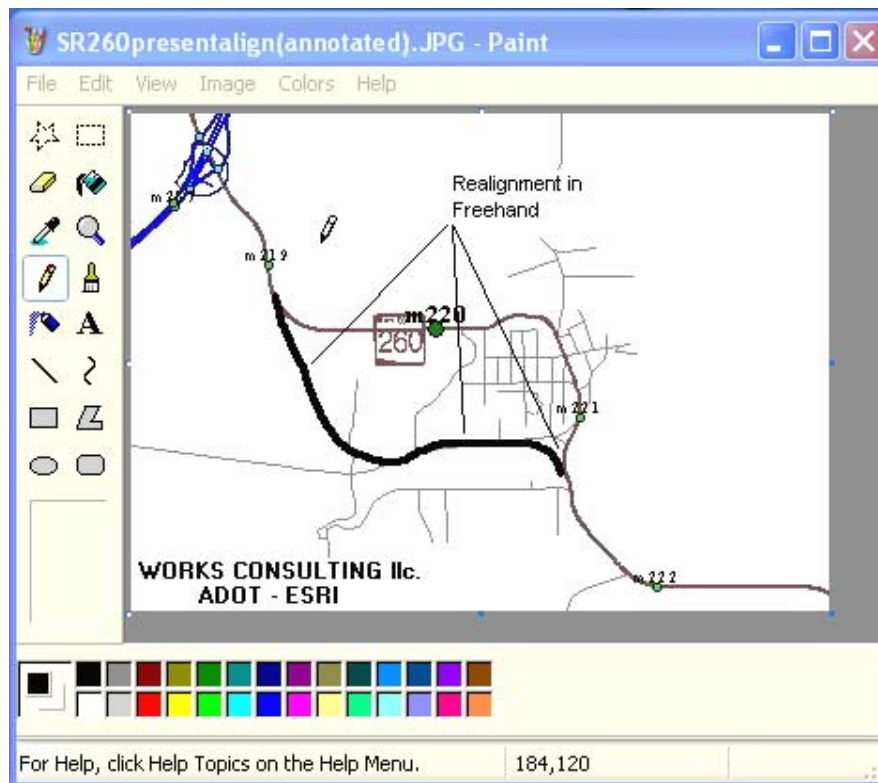 SR260presentalign(annotated).JPG - Paint
File Edit View Image Colors Help
Realignment in
Freehand
m 219
m220
260
m 221
m 222
WORKS CONSULTING llc.
ADOT - ESRI
A
For Help, click Help Topics on the Help Menu.
184,120